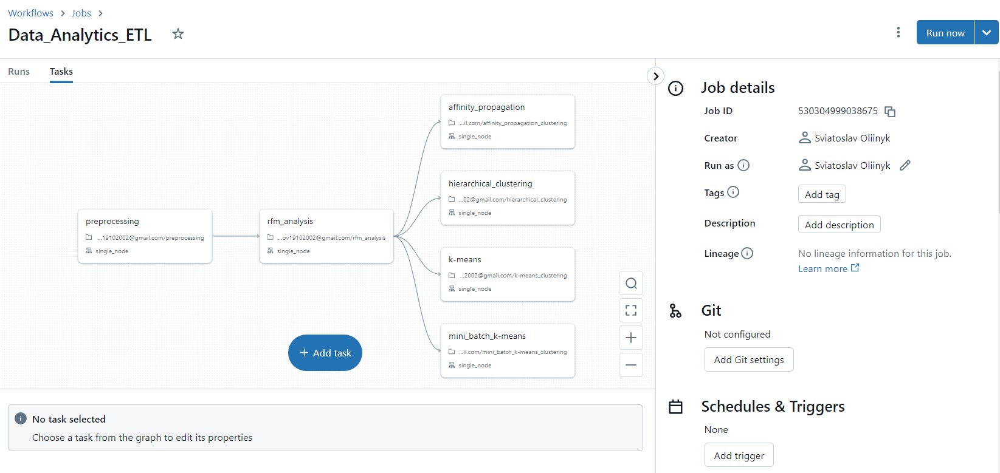 Workflows > Jobs >
Data_Analytics_ETL
Run now
Runs Tasks
preprocessing
...19102002@gmail.com/preprocessing
single_node
rfm_analysis
...ov19102002@gmail.com/rfm_analysis
single_node
affinity_propagation
...il.com/affinity_propagation_clustering
single_node
hierarchical_clustering
...02@gmail.com/hierarchical_clustering
single_node
k-means
...2002@gmail.com/k-means_clustering
single_node
mini_batch_k-means
...il.com/mini_batch_k-means_clustering
single_node
+ Add task
No task selected
Choose a task from the graph to edit its properties
Job details
Job ID 530304999038675
Creator Sviatoslav Oliinyk
Run as Sviatoslav Oliinyk
Tags Add tag
Description Add description
Lineage No lineage information for this job.
Learn more
Git
Not configured
Add Git settings
Schedules & Triggers
None
Add trigger